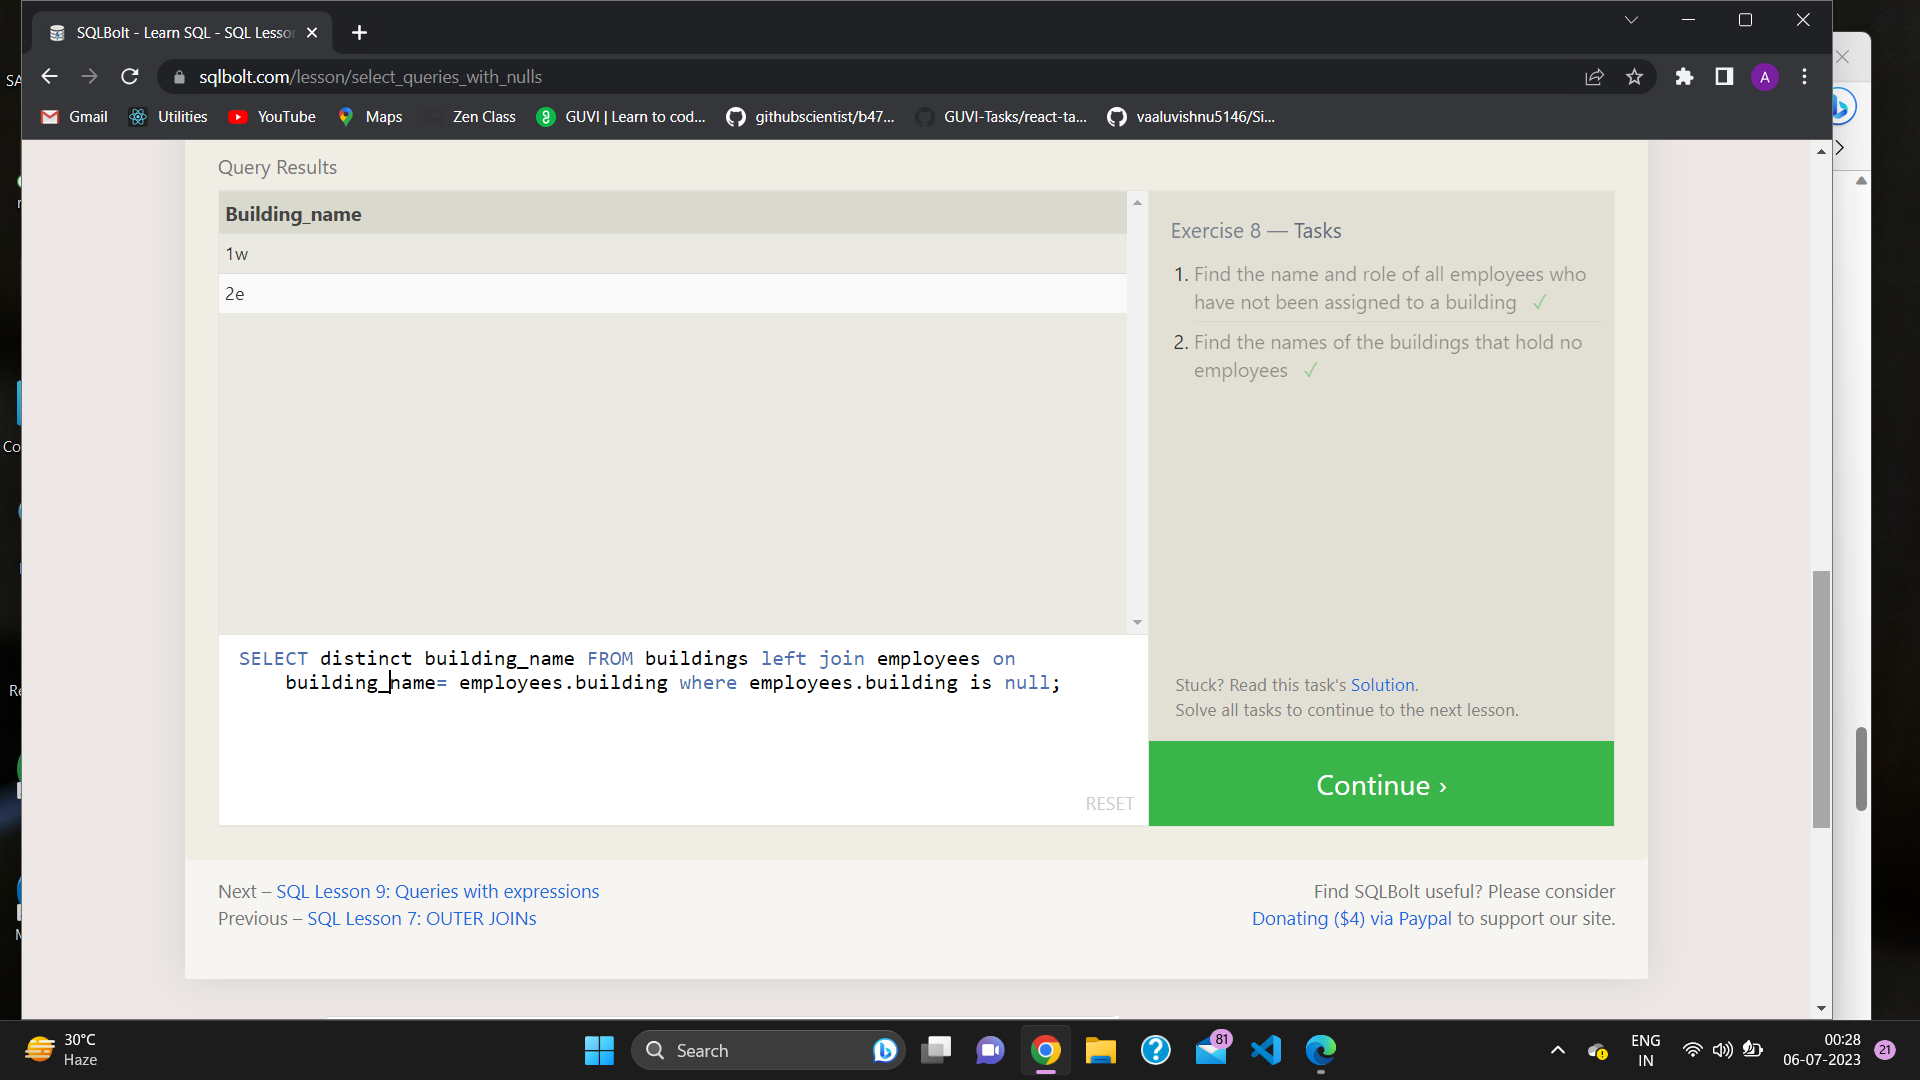 SQLBolt - Learn SQL - SQL Lesson
sqlbolt.com/lesson/select_queries_with_nulls
A
Gmail
Utilities
YouTube
Maps
Zen Class
GUVI | Learn to cod...
githubscientist/b47...
GUVI-Tasks/react-ta...
vaaluvishnu5146/Si...
Query Results
Building_name
1w
2e
Exercise 8 — Tasks
1. Find the name and role of all employees who
have not been assigned to a building ✓
2. Find the names of the buildings that hold no
employees ✓
SELECT distinct building_name FROM buildings left join employees on
building_name= employees.building where employees.building is null;
RESET
Stuck? Read this task's Solution.
Solve all tasks to continue to the next lesson.
Continue ›
Next – SQL Lesson 9: Queries with expressions
Previous – SQL Lesson 7: OUTER JOINs
Find SQLBolt useful? Please consider
Donating ($4) via Paypal to support our site.
SA
Co
Re
30°C
Haze
Search
81
ENG
IN
00:28
06-07-2023
21